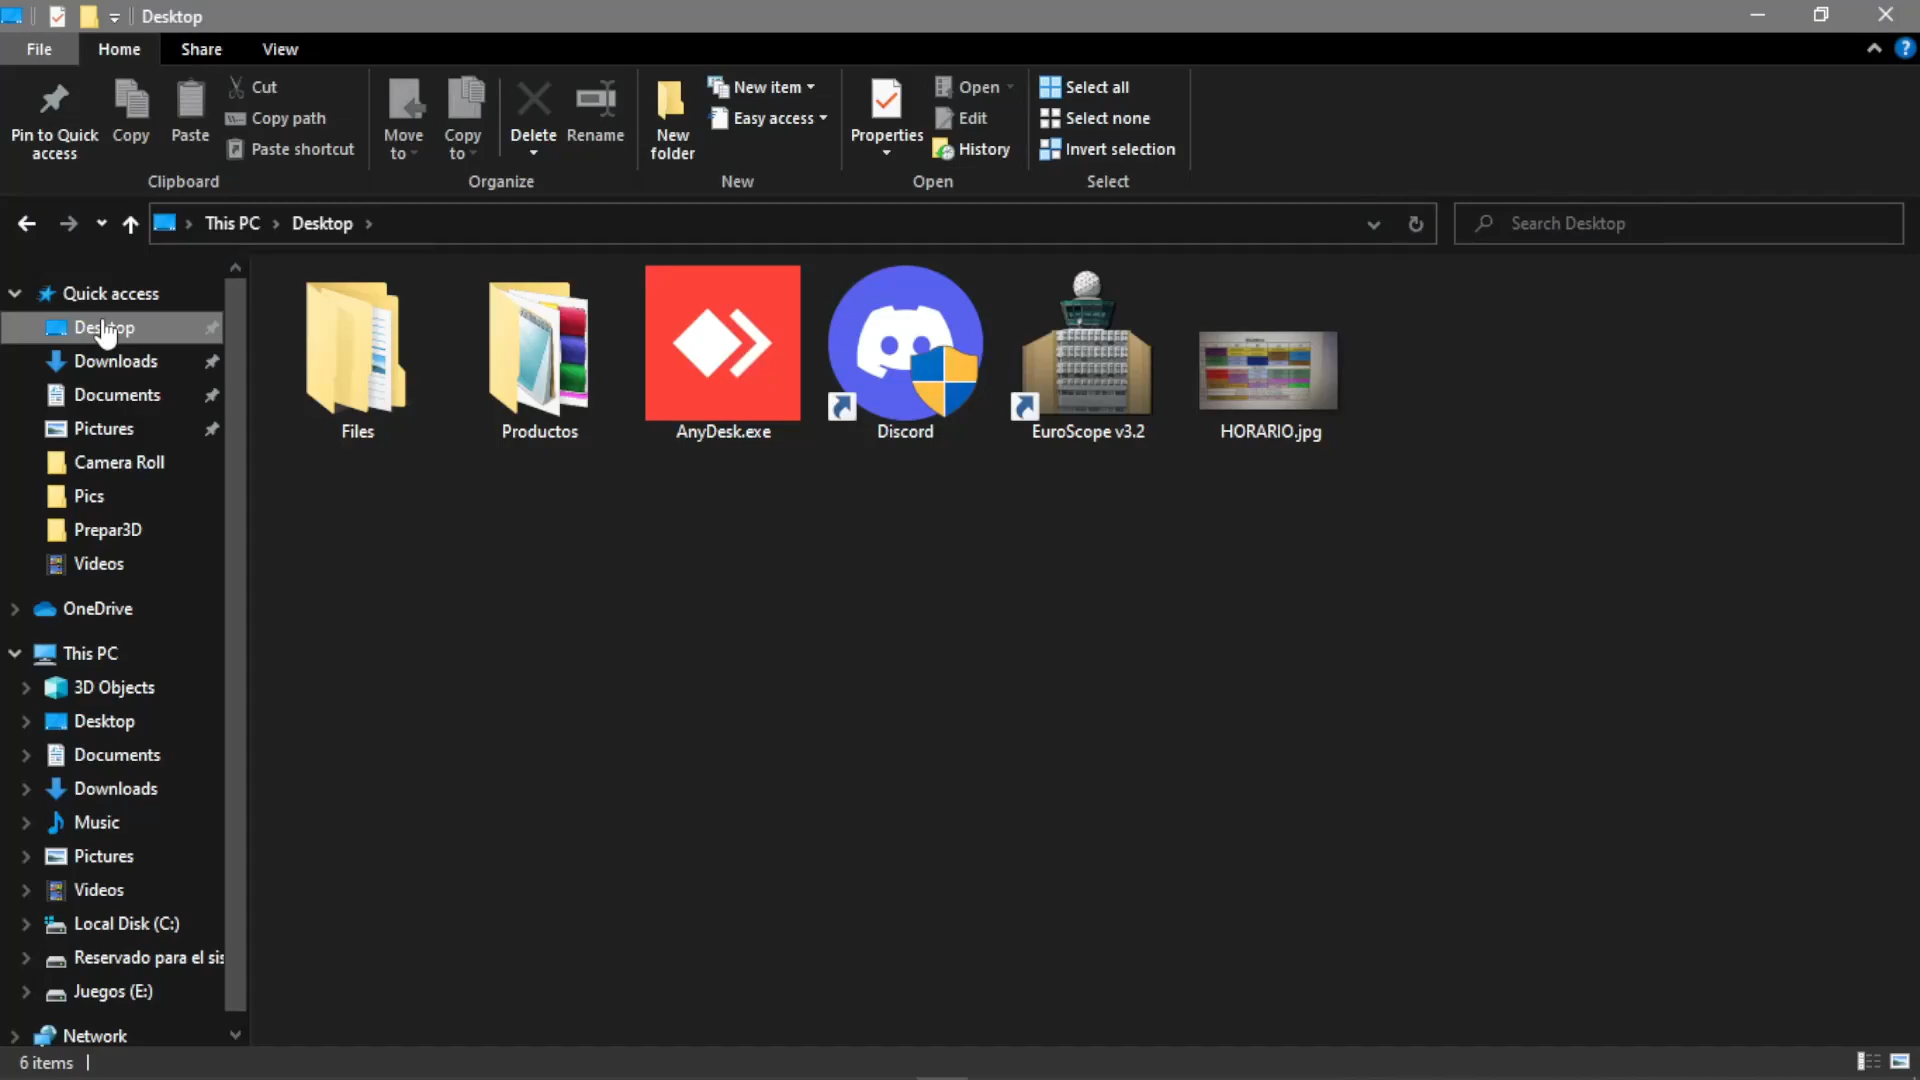 Desktop
File Home Share View
Pin to Quick access
Copy
Paste
Cut
Copy path
Paste shortcut
Clipboard
Move to
Copy to
Delete
Rename
Organize
New folder
New item
Easy access
New
Properties
Open
Edit
History
Open
Select all
Select none
Invert selection
Select
This PC Desktop
Search Desktop
Quick access
Desktop
Downloads
Documents
Pictures
Camera Roll
Pics
Prepar3D
Videos
OneDrive
This PC
3D Objects
Desktop
Documents
Downloads
Music
Pictures
Videos
Local Disk (C:)
Reservado para el sis
Juegos (E:)
Network
Files
Productos
AnyDesk.exe
Discord
EuroScope v3.2
HORARIO.jpg
6 items